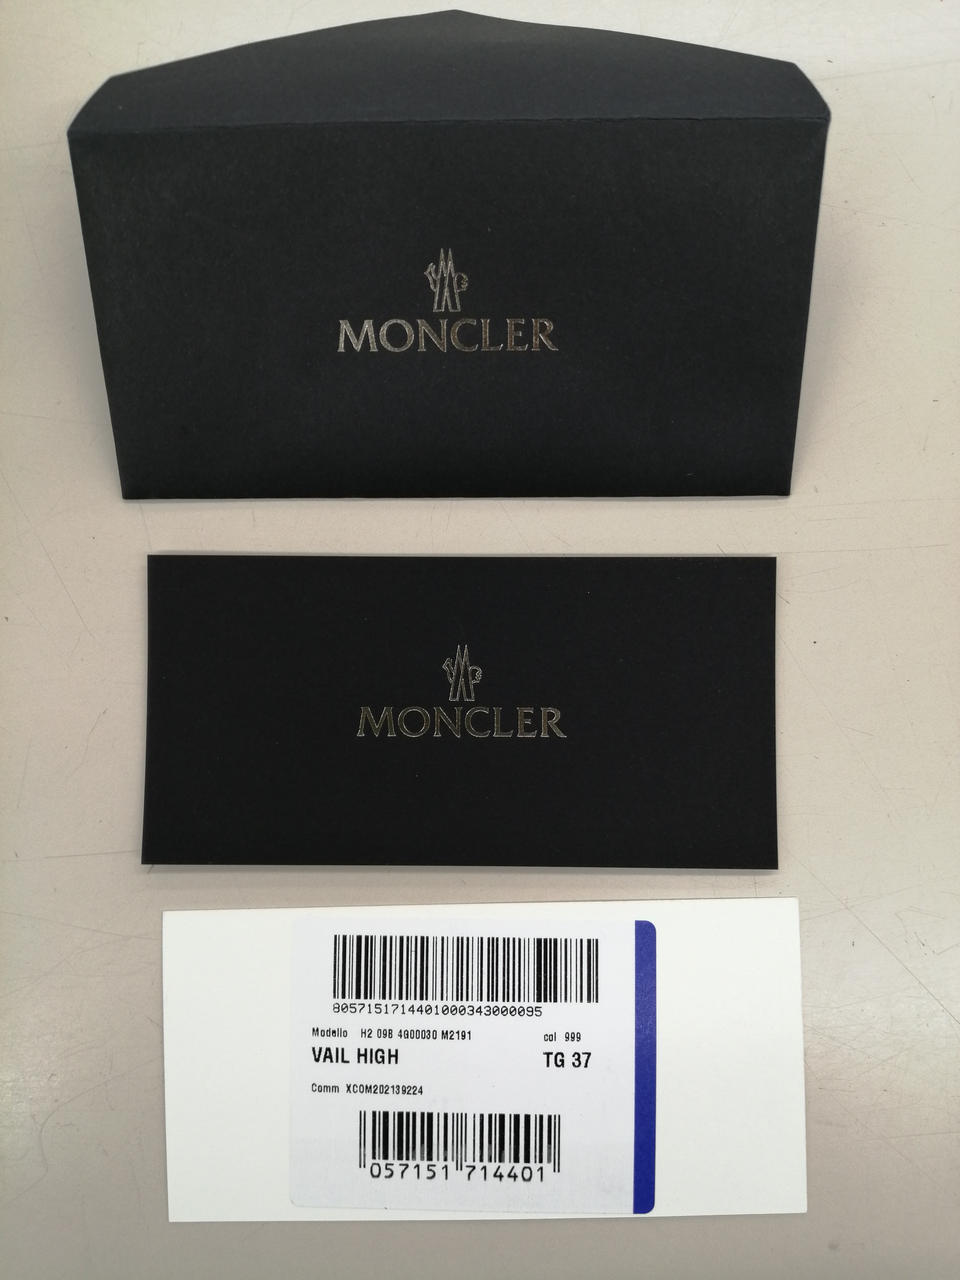 MONCLER
MONCLER
8057151714401000343000095
Modello H2 09B 4G00030 M2191 col 999
VAIL HIGH TG 37
Comm XCOM202139224
057151 714401